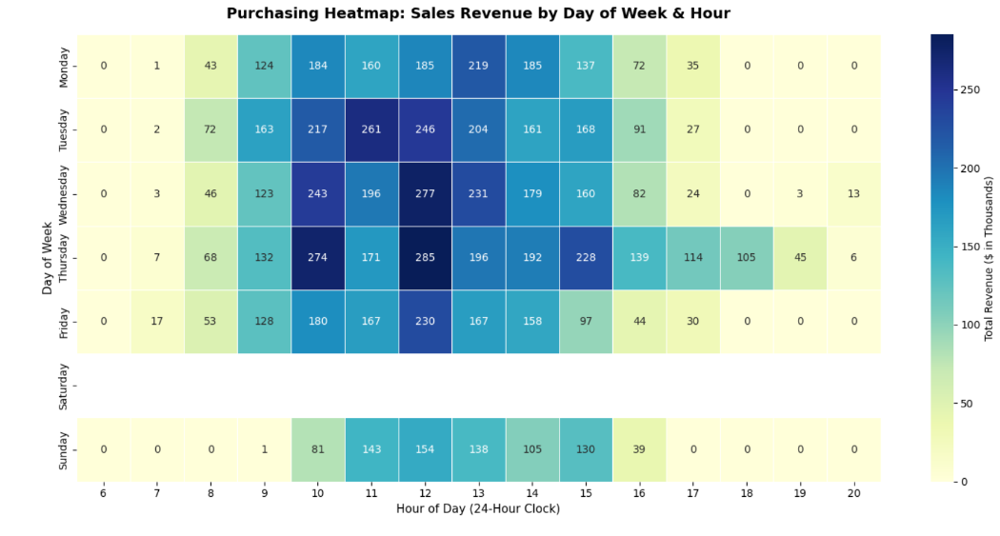 Purchasing Heatmap: Sales Revenue by Day of Week & Hour
Day of Week
Monday 0 1 43 124 184 160 185 219 185 137 72 35 0 0 0
Tuesday 0 2 72 163 217 261 246 204 161 168 91 27 0 0 0
Wednesday 0 3 46 123 243 196 277 231 179 160 82 24 0 3 13
Thursday 0 7 68 132 274 171 285 196 192 228 139 114 105 45 6
Friday 0 17 53 128 180 167 230 167 158 97 44 30 0 0 0
Saturday
Sunday 0 0 0 1 81 143 154 138 105 130 39 0 0 0 0
6 7 8 9 10 11 12 13 14 15 16 17 18 19 20
Hour of Day (24-Hour Clock)
250
200
150
100
50
0
Total Revenue ($ in Thousands)